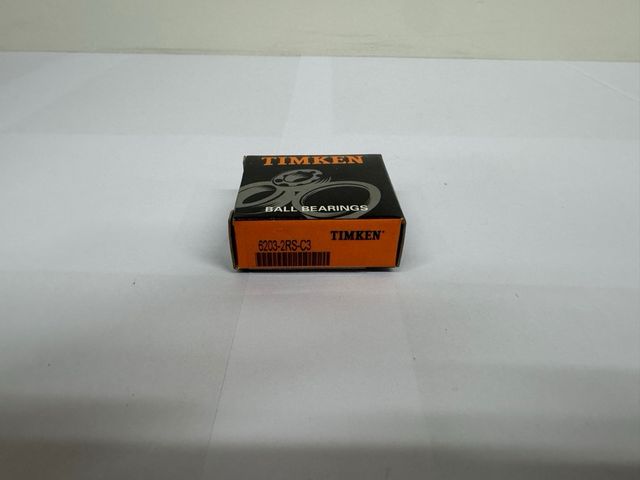 TIMKEN
BALL BEARINGS
TIMKEN
6203-2RS-C3